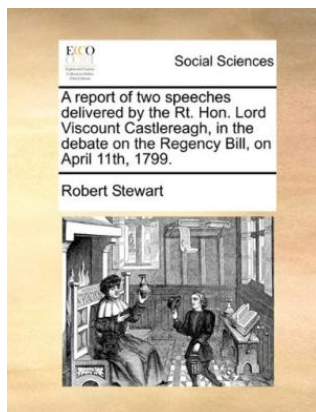 ECCO
Social Sciences
A report of two speeches
delivered by the Rt. Hon. Lord
Viscount Castlereagh, in the
debate on the Regency Bill, on
April 11th, 1799.
Robert Stewart